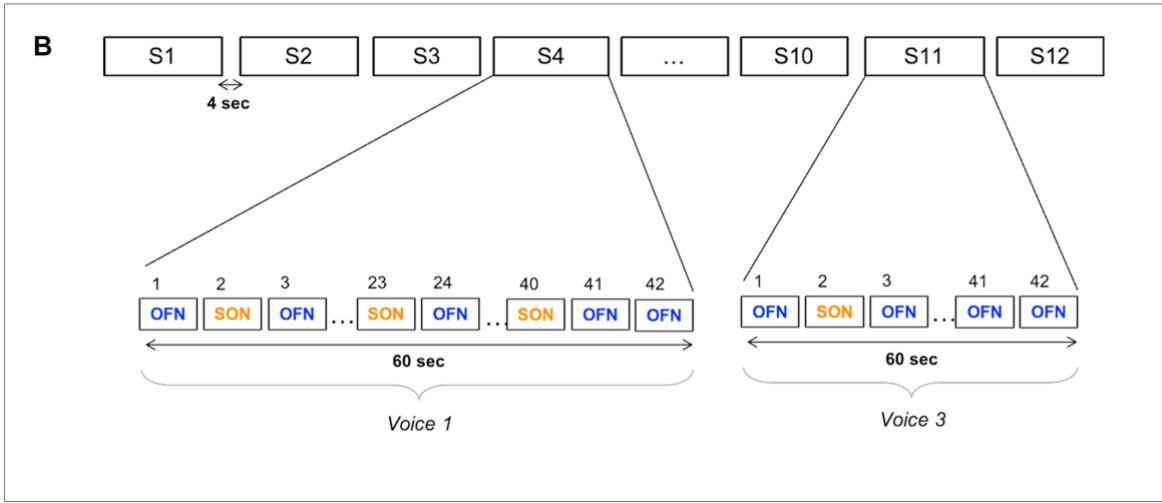 B
S1 S2 S3 S4 ... S10 S11 S12
4 sec
1 2 3 23 24 40 41 42
OFN SON OFN ... SON OFN ... SON OFN OFN
60 sec
Voice 1
1 2 3 41 42
OFN SON OFN ... OFN OFN
60 sec
Voice 3